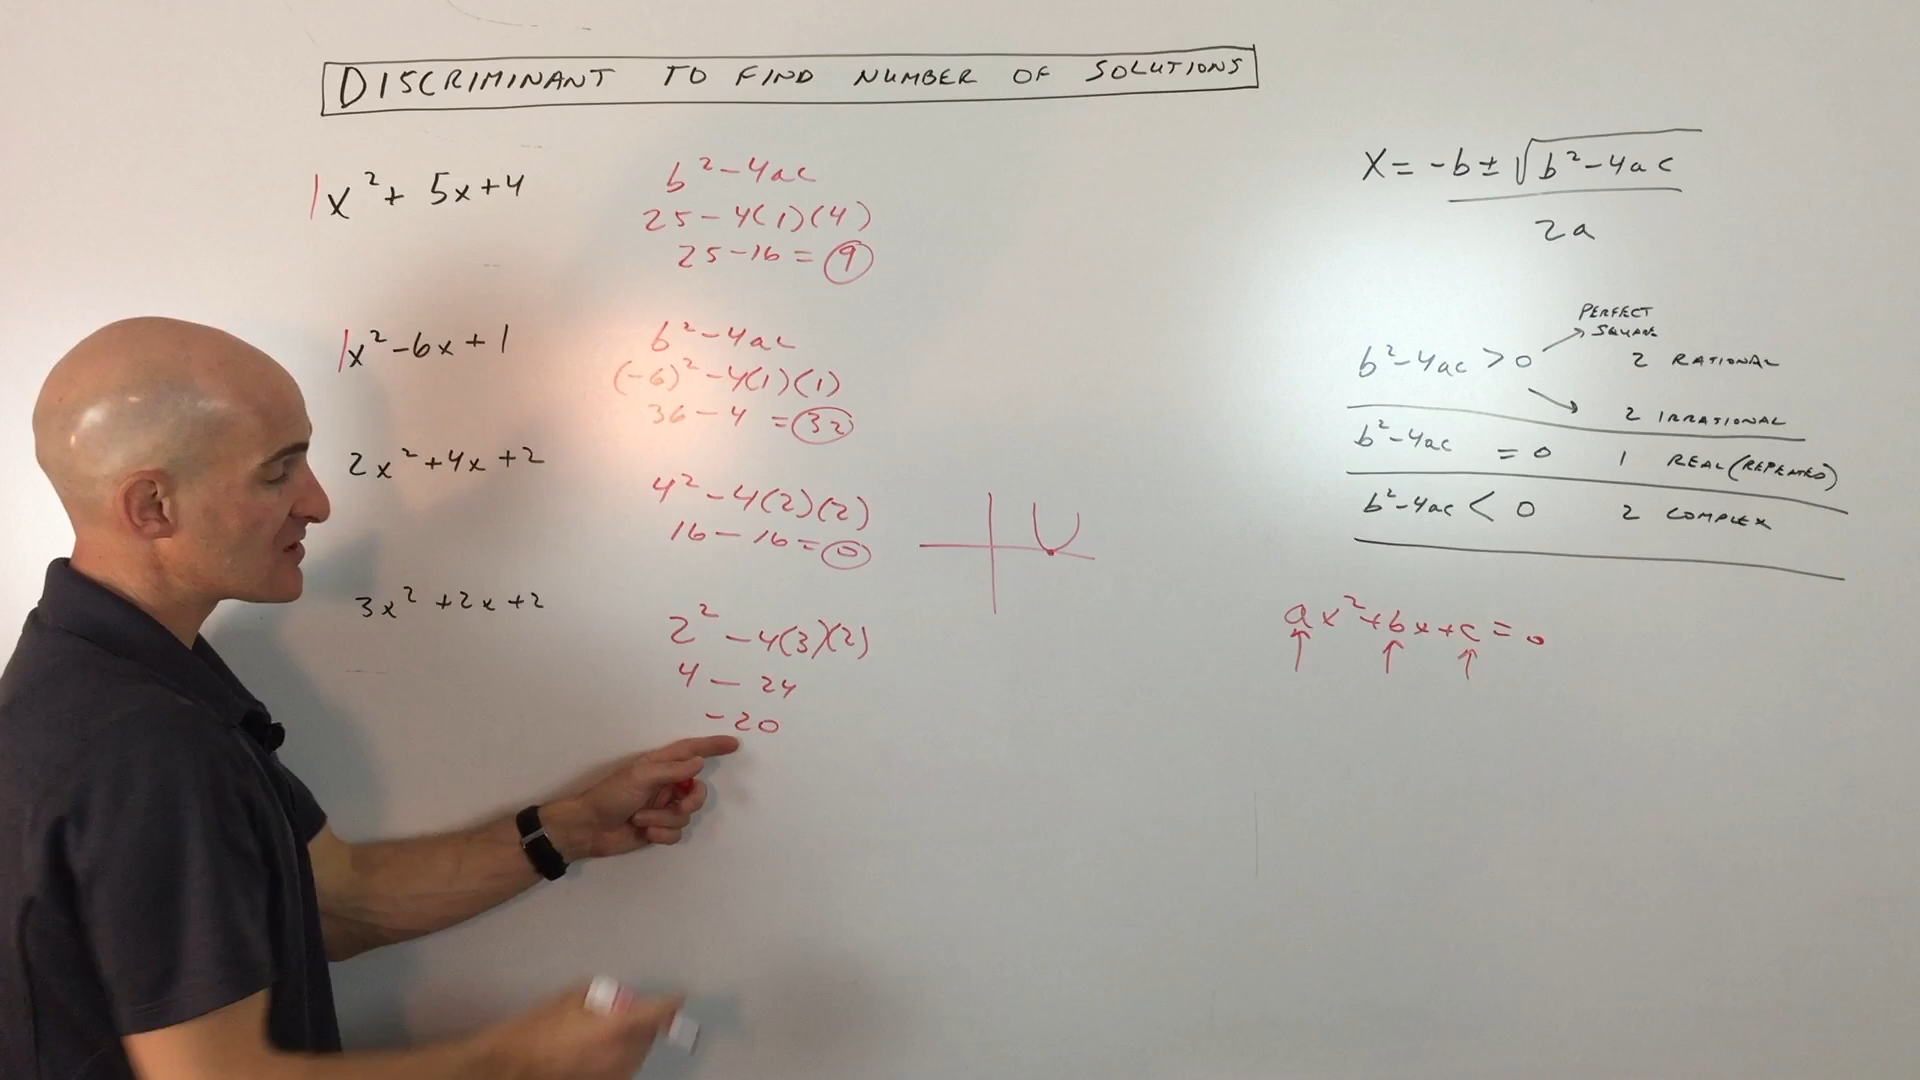 DISCRIMINANT TO FIND NUMBER OF SOLUTIONS
1x² + 5x+4
b²-4ac
25-4(1)(4)
25-16 = 9
1x²-6x+1
b²-4ac
(-6)²-4(1)(1)
36-4 = 32
2x²+4x+2
4²-4(2)(2)
16-16=0
3x²+2x+2
2²-4(3)(2)
4-24
-20
X = -b ± √b²-4ac
2a
PERFECT
SQUARE
b²-4ac > 0 2 RATIONAL
2 IRRATIONAL
b²-4ac = 0 1 REAL (REPEATED)
b²-4ac < 0 2 COMPLEX
ax²+bx+c=0